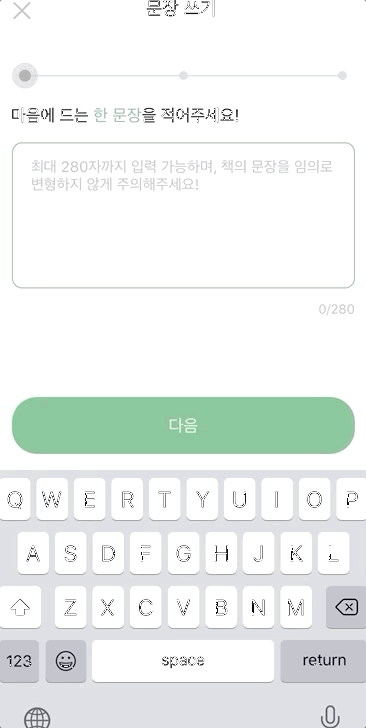 문장 쓰기
마음에 드는 한 문장을 적어주세요!
최대 280자까지 입력 가능하며, 책의 문장을 임의로
변형하지 않게 주의해주세요!
0/280
다음
Q W E R T Y U I O P
A S D F G H J K L
Z X C V B N M
123 space return